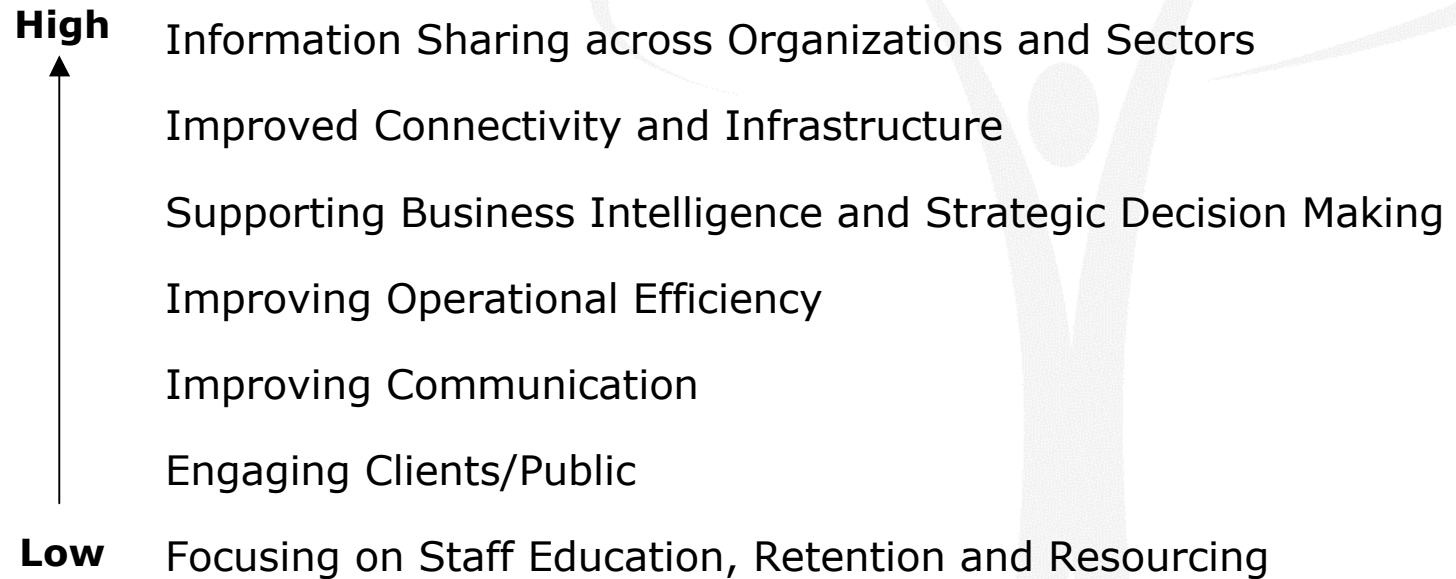 High Information Sharing across Organizations and Sectors
Improved Connectivity and Infrastructure
Supporting Business Intelligence and Strategic Decision Making
Improving Operational Efficiency
Improving Communication
Engaging Clients/Public
Low Focusing on Staff Education, Retention and Resourcing